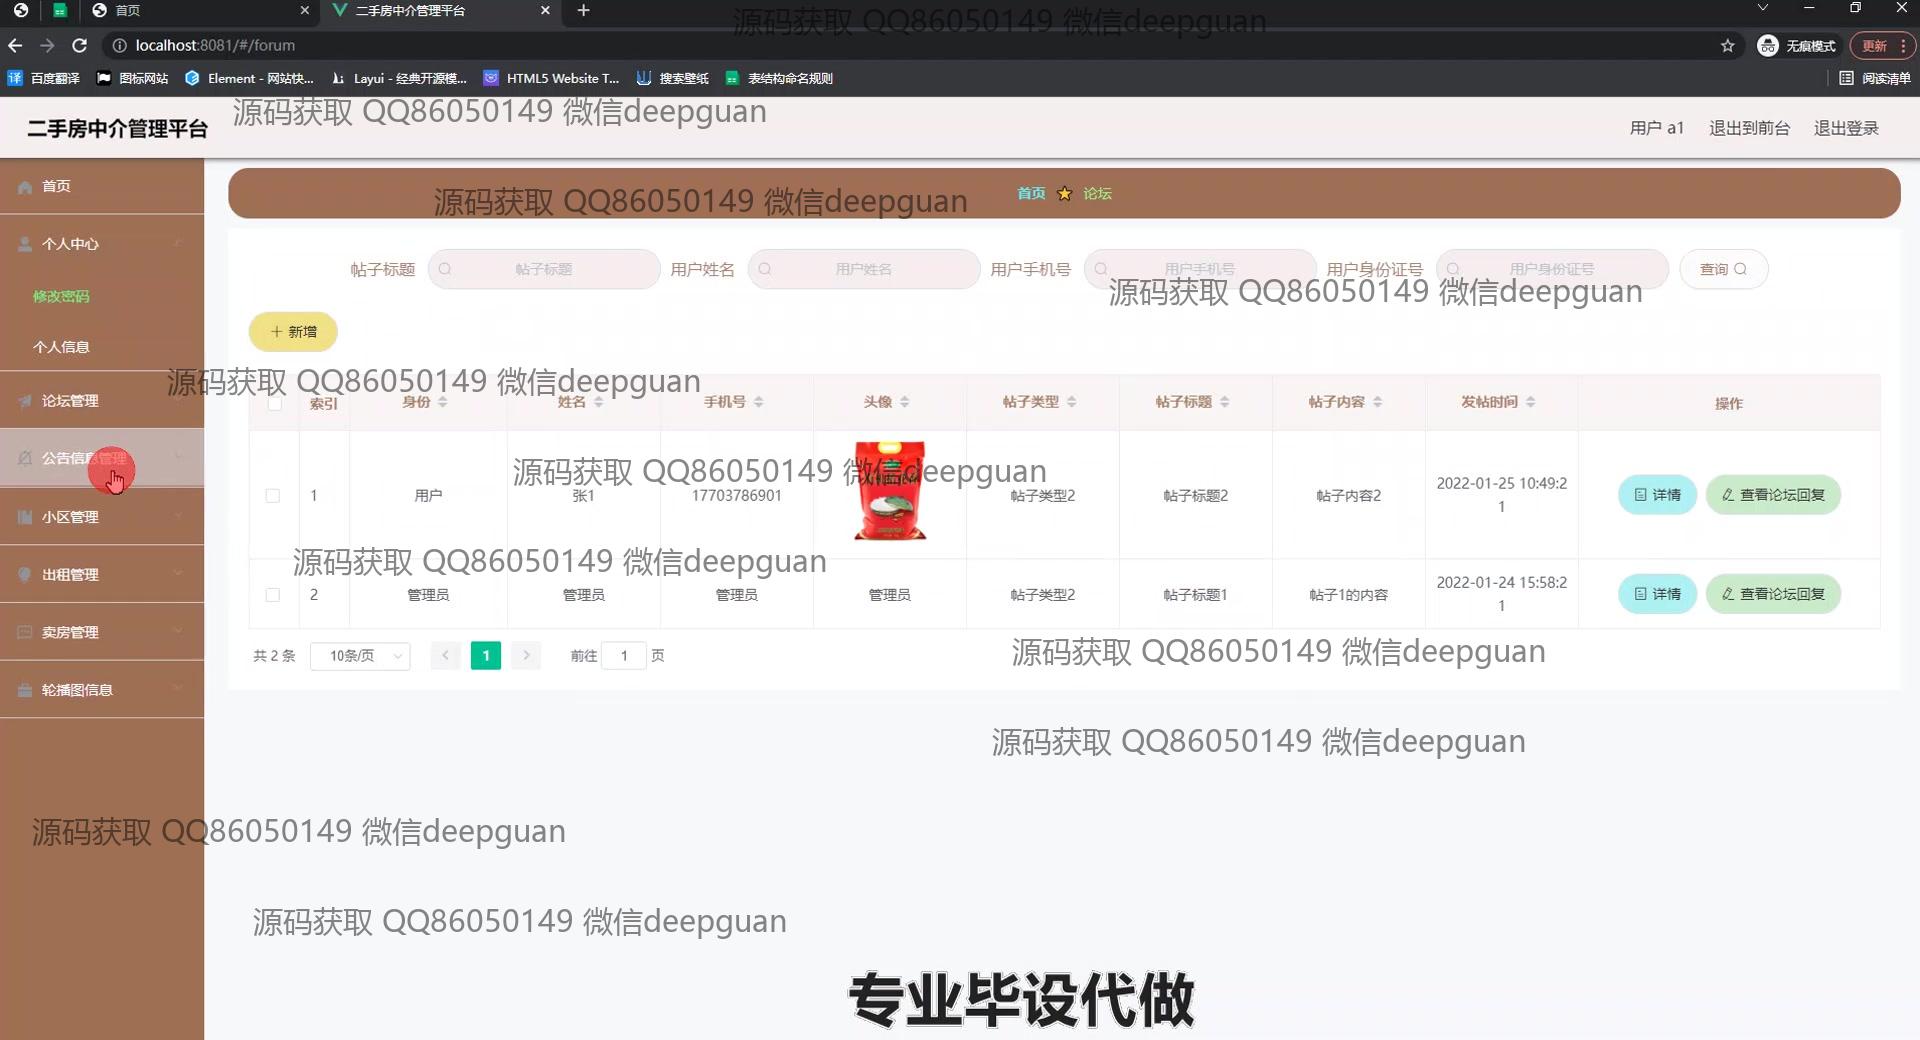 首页
二手房中介管理平台
源码获取 QQ86050149 微信deepguan
localhost:8081/#/forum
无痕模式
更新
百度翻译
图标网站
Element - 网站快...
Layui - 经典开源模...
HTML5 Website T...
搜索壁纸
表结构命名规则
阅读清单
源码获取 QQ86050149 微信deepguan
二手房中介管理平台
用户 a1
退出到前台
退出登录
首页
个人中心
修改密码
个人信息
论坛管理
公告信息管理
小区管理
出租管理
卖房管理
轮播图信息
源码获取 QQ86050149 微信deepguan
首页
论坛
帖子标题
帖子标题
用户姓名
用户姓名
用户手机号
用户手机号
用户身份证号
用户身份证号
查询
源码获取 QQ86050149 微信deepguan
新增
源码获取 QQ86050149 微信deepguan
索引 身份 姓名 手机号 头像 帖子类型 帖子标题 帖子内容 发帖时间 操作
源码获取 QQ86050149 微信deepguan
1 用户 张1 17703786901 帖子类型2 帖子标题2 帖子内容2 2022-01-25 10:49:2
1
详情 查看论坛回复
源码获取 QQ86050149 微信deepguan
2 管理员 管理员 管理员 管理员 帖子类型2 帖子标题1 帖子1的内容 2022-01-24 15:58:2
1
详情 查看论坛回复
共 2 条 10条/页 1 前往 1 页
源码获取 QQ86050149 微信deepguan
源码获取 QQ86050149 微信deepguan
源码获取 QQ86050149 微信deepguan
源码获取 QQ86050149 微信deepguan
专业毕设代做